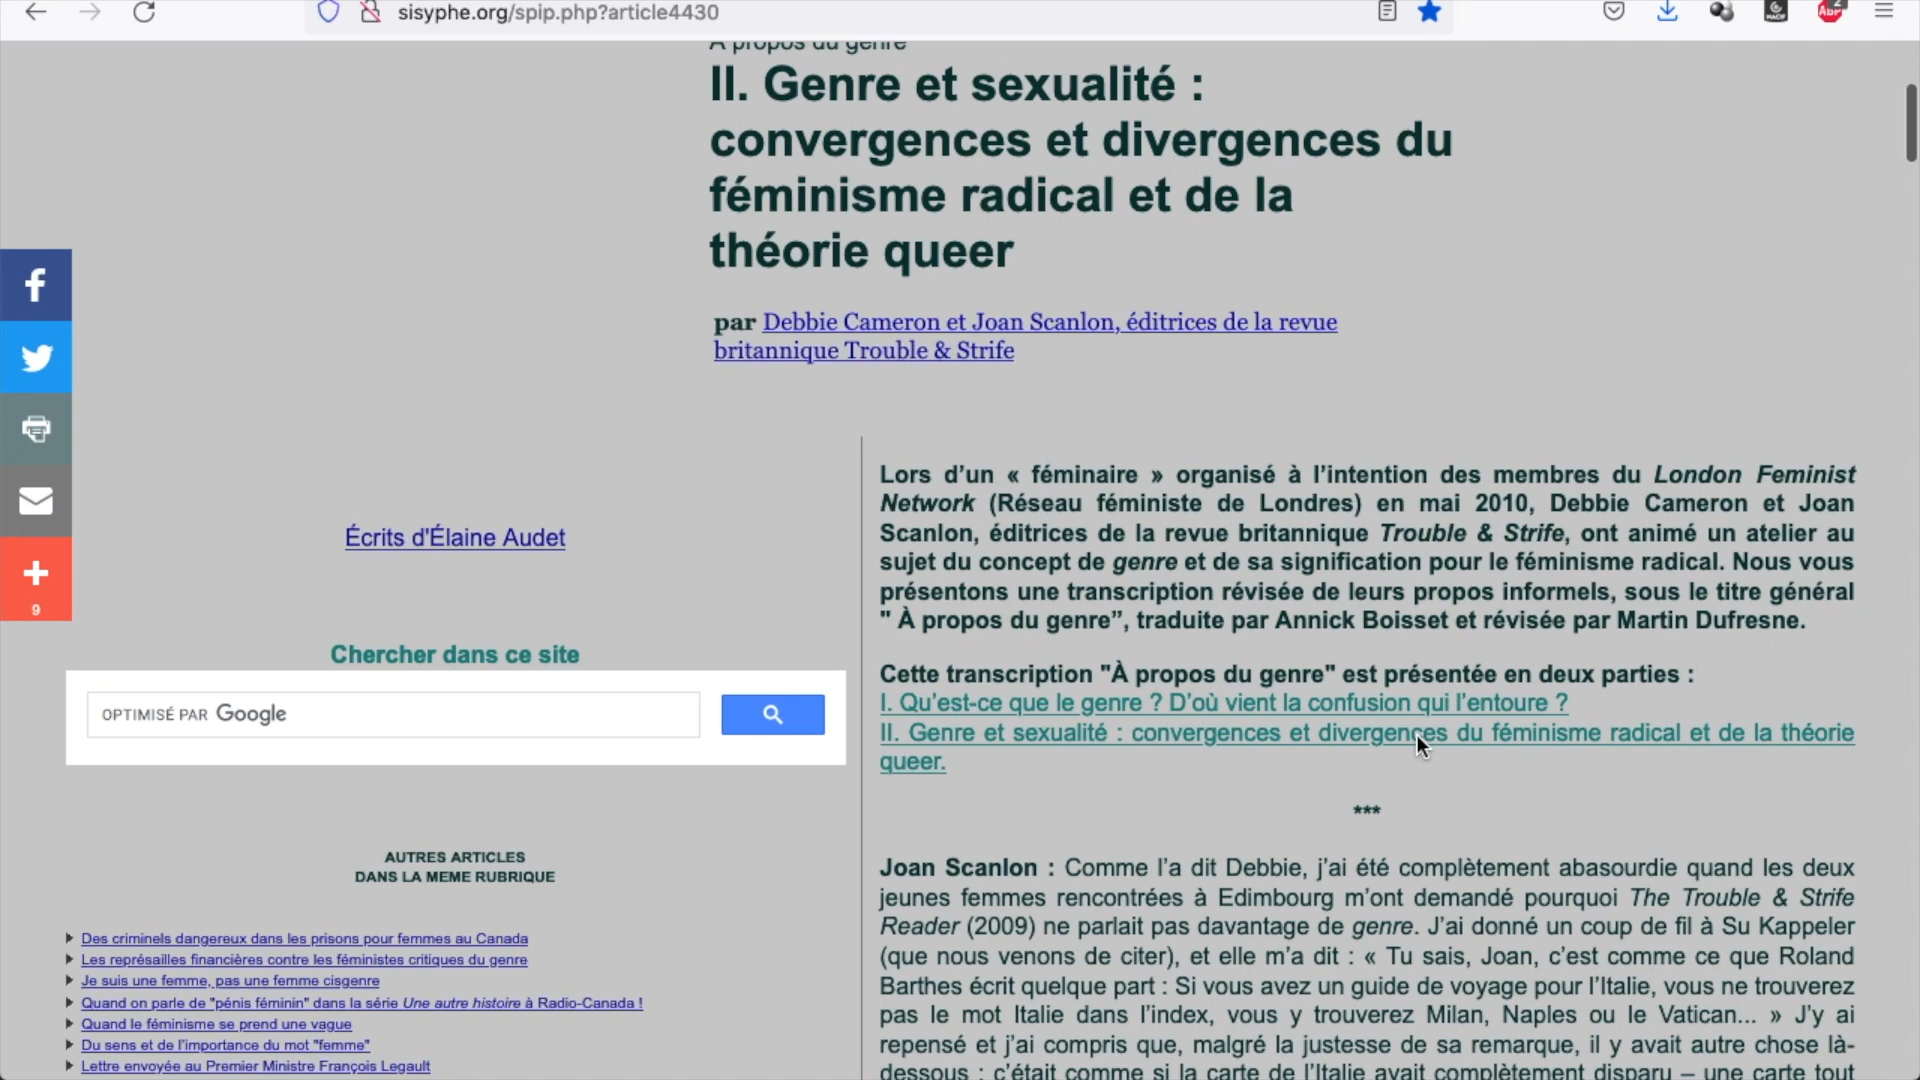 sisyphe.org/spip.php?article4430
ABP
2
MACIF
À propos du genre
II. Genre et sexualité :
convergences et divergences du
féminisme radical et de la
théorie queer
par Debbie Cameron et Joan Scanlon, éditrices de la revue
britannique Trouble & Strife
9
Écrits d'Élaine Audet
Chercher dans ce site
OPTIMISÉ PAR Google
AUTRES ARTICLES
DANS LA MEME RUBRIQUE
Des criminels dangereux dans les prisons pour femmes au Canada
Les représailles financières contre les féministes critiques du genre
Je suis une femme, pas une femme cisgenre
Quand on parle de "pénis féminin" dans la série Une autre histoire à Radio-Canada !
Quand le féminisme se prend une vague
Du sens et de l'importance du mot "femme"
Lettre envoyée au Premier Ministre François Legault
Lors d’un « féminaire » organisé à l’intention des membres du London Feminist
Network (Réseau féministe de Londres) en mai 2010, Debbie Cameron et Joan
Scanlon, éditrices de la revue britannique Trouble & Strife, ont animé un atelier au
sujet du concept de genre et de sa signification pour le féminisme radical. Nous vous
présentons une transcription révisée de leurs propos informels, sous le titre général
" À propos du genre”, traduite par Annick Boisset et révisée par Martin Dufresne.
Cette transcription "À propos du genre" est présentée en deux parties :
I. Qu’est-ce que le genre ? D’où vient la confusion qui l’entoure ?
II. Genre et sexualité : convergences et divergences du féminisme radical et de la théorie
queer.
***
Joan Scanlon : Comme l’a dit Debbie, j’ai été complètement abasourdie quand les deux
jeunes femmes rencontrées à Edimbourg m’ont demandé pourquoi The Trouble & Strife
Reader (2009) ne parlait pas davantage de genre. J’ai donné un coup de fil à Su Kappeler
(que nous venons de citer), et elle m’a dit : « Tu sais, Joan, c’est comme ce que Roland
Barthes écrit quelque part : Si vous avez un guide de voyage pour l’Italie, vous ne trouverez
pas le mot Italie dans l’index, vous y trouverez Milan, Naples ou le Vatican... » J’y ai
repensé et j’ai compris que, malgré la justesse de sa remarque, il y avait autre chose là-
dessous : c’était comme si la carte de l’Italie avait complètement disparu – une carte tout